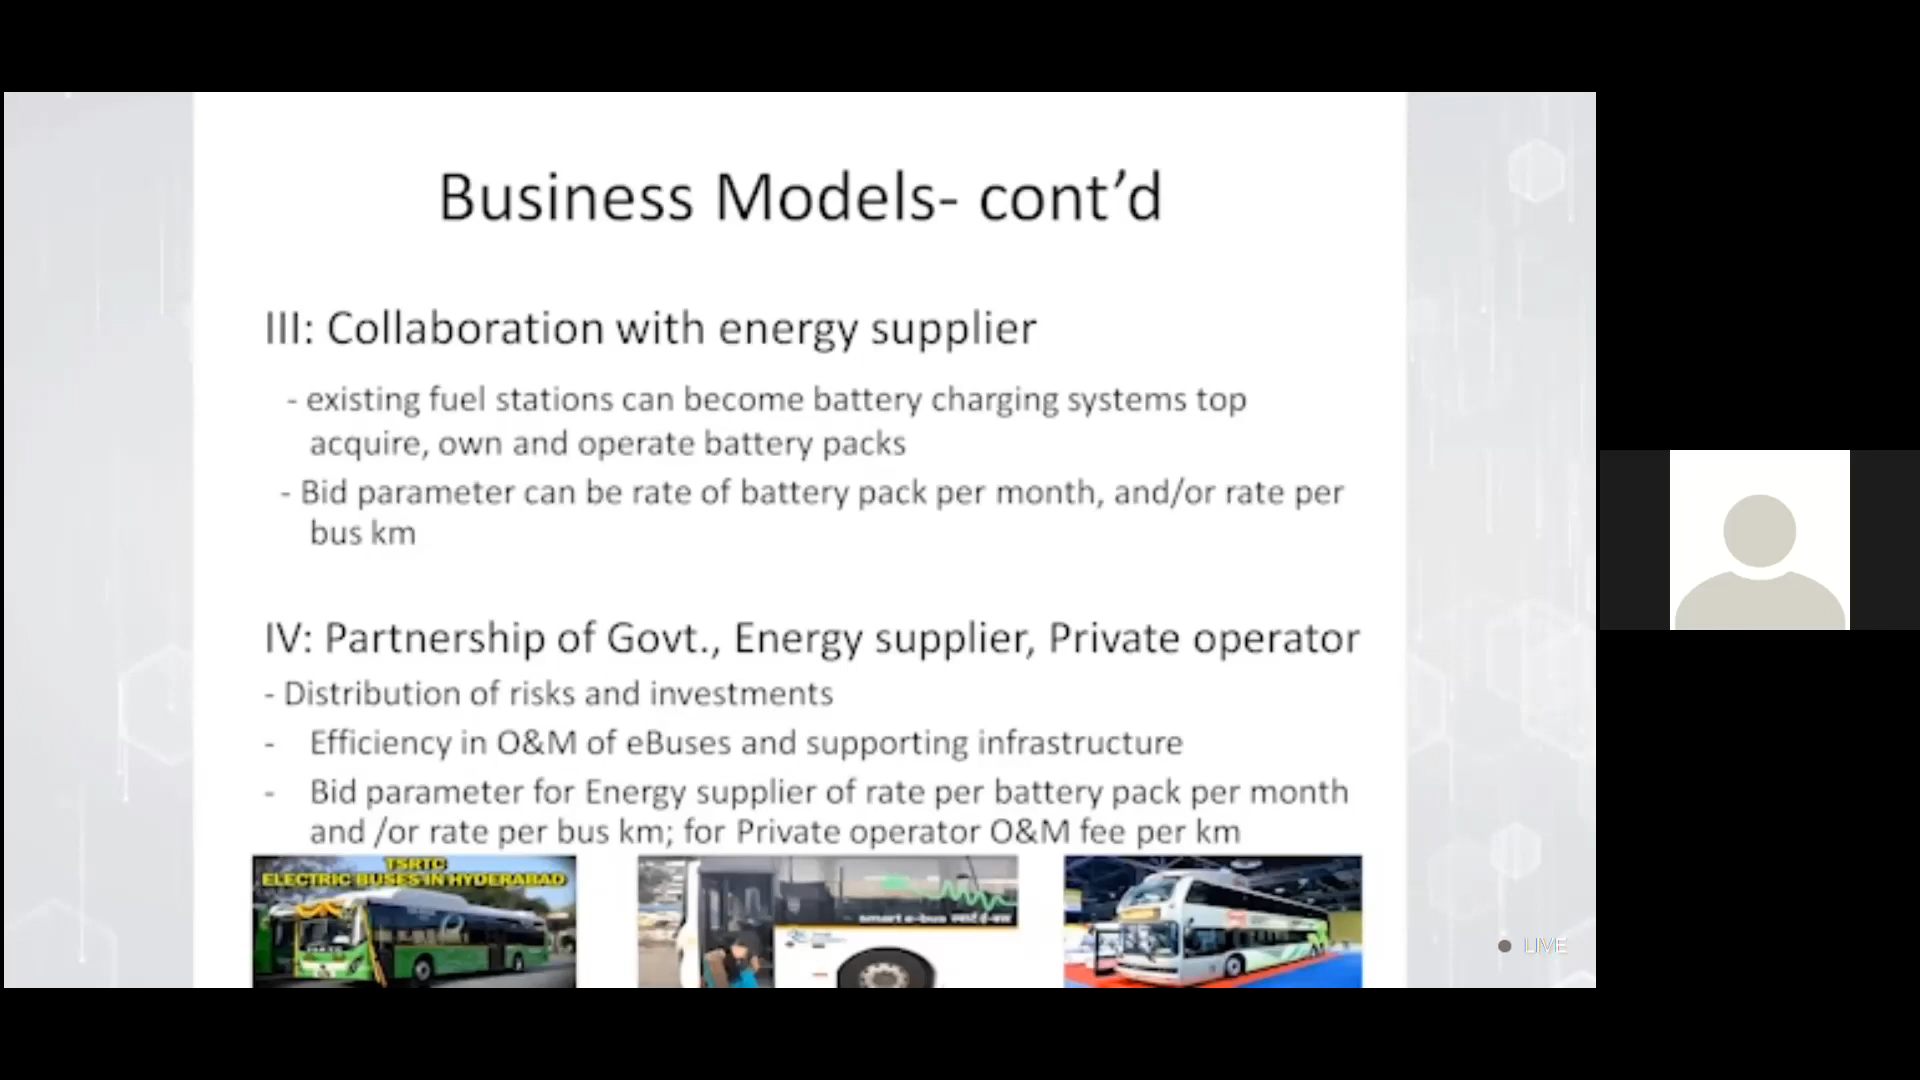 Business Models- cont’d
III: Collaboration with energy supplier
- existing fuel stations can become battery charging systems top
acquire, own and operate battery packs
- Bid parameter can be rate of battery pack per month, and/or rate per
bus km
IV: Partnership of Govt., Energy supplier, Private operator
- Distribution of risks and investments
- Efficiency in O&M of eBuses and supporting infrastructure
- Bid parameter for Energy supplier of rate per battery pack per month
and /or rate per bus km; for Private operator O&M fee per km
TSRTC
ELECTRIC BUSES IN HYDERABAD
smart e-bus
LIVE